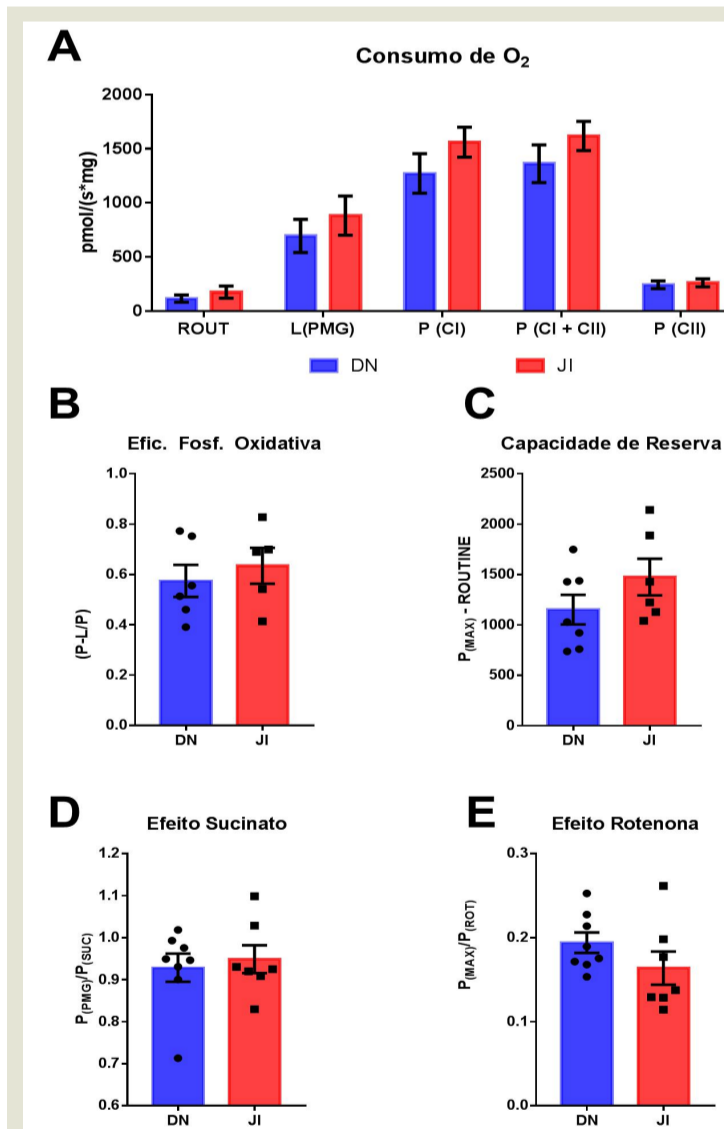 A
Consumo de O₂
pmol/(s*mg)
2000
1500
1000
500
0
ROUT L(PMG) P (CI) P (CI + CII) P (CII)
DN JI
B
Efic. Fosf. Oxidativa
(P-L/P)
1.0
0.8
0.6
0.4
0.2
0.0
DN JI
C
Capacidade de Reserva
P(MAX) - ROUTINE
2500
2000
1500
1000
500
0
DN JI
D
Efeito Sucinato
P(PMG)/P(SUC)
1.2
1.1
1.0
0.9
0.8
0.7
0.6
DN JI
E
Efeito Rotenona
P(MAX)/P(ROT)
0.3
0.2
0.1
0.0
DN JI